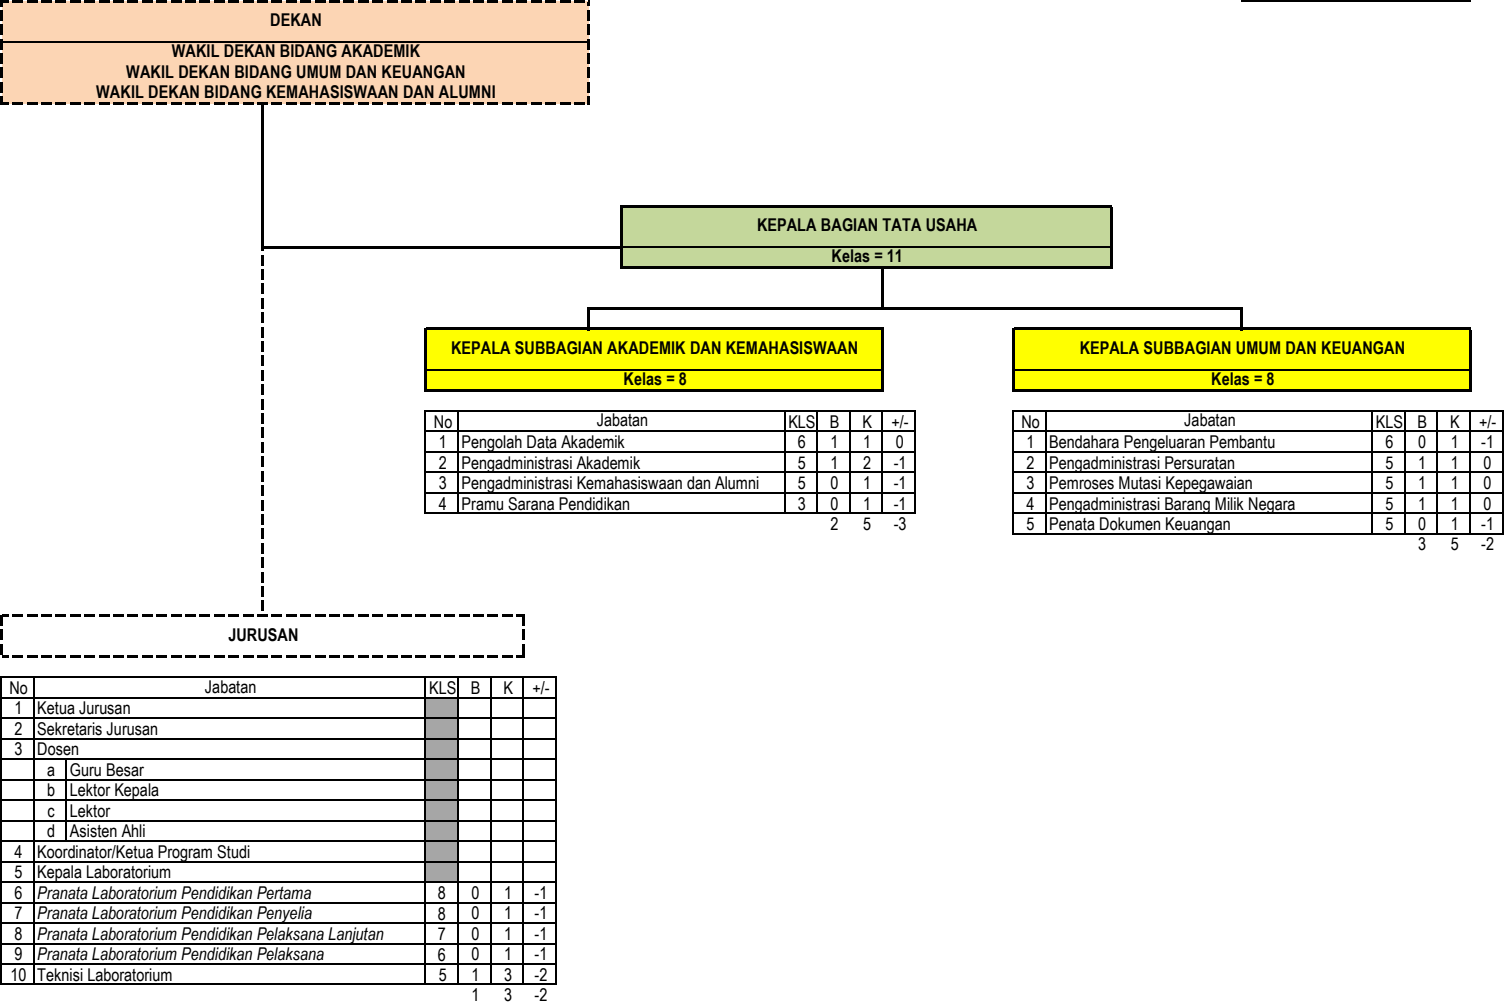 DEKAN
WAKIL DEKAN BIDANG AKADEMIK
WAKIL DEKAN BIDANG UMUM DAN KEUANGAN
WAKIL DEKAN BIDANG KEMAHASISWAAN DAN ALUMNI
KEPALA BAGIAN TATA USAHA
Kelas = 11
KEPALA SUBBAGIAN AKADEMIK DAN KEMAHASISWAAN
Kelas = 8
No Jabatan KLS B K +/-
1 Pengolah Data Akademik 6 1 1 0
2 Pengadministrasi Akademik 5 1 2 -1
3 Pengadministrasi Kemahasiswaan dan Alumni 5 0 1 -1
4 Pramu Sarana Pendidikan 3 0 1 -1
2 5 -3
KEPALA SUBBAGIAN UMUM DAN KEUANGAN
Kelas = 8
No Jabatan KLS B K +/-
1 Bendahara Pengeluaran Pembantu 6 0 1 -1
2 Pengadministrasi Persuratan 5 1 1 0
3 Pemroses Mutasi Kepegawaian 5 1 1 0
4 Pengadministrasi Barang Milik Negara 5 1 1 0
5 Penata Dokumen Keuangan 5 0 1 -1
3 5 -2
JURUSAN
No Jabatan KLS B K +/-
1 Ketua Jurusan
2 Sekretaris Jurusan
3 Dosen
a Guru Besar
b Lektor Kepala
c Lektor
d Asisten Ahli
4 Koordinator/Ketua Program Studi
5 Kepala Laboratorium
6 Pranata Laboratorium Pendidikan Pertama 8 0 1 -1
7 Pranata Laboratorium Pendidikan Penyelia 8 0 1 -1
8 Pranata Laboratorium Pendidikan Pelaksana Lanjutan 7 0 1 -1
9 Pranata Laboratorium Pendidikan Pelaksana 6 0 1 -1
10 Teknisi Laboratorium 5 1 3 -2
1 3 -2